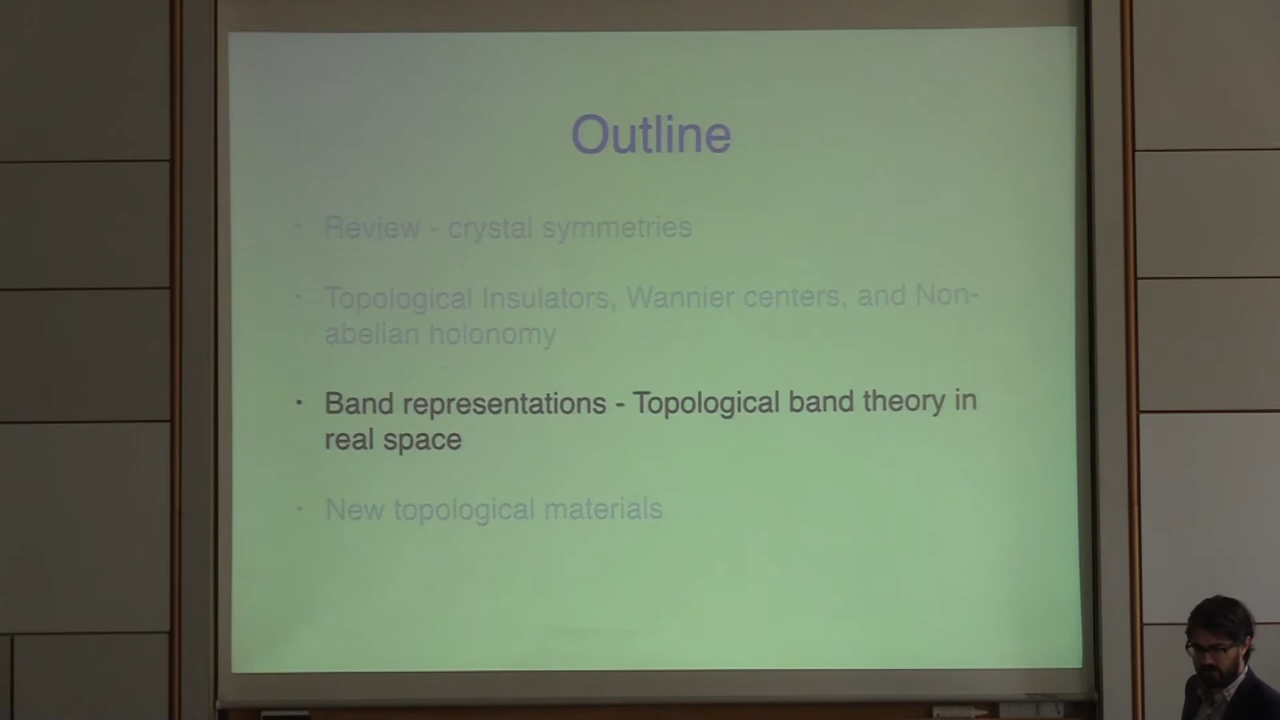 Outline
· Review - crystal symmetries
· Topological Insulators, Wannier centers, and Non-
abelian holonomy
· Band representations - Topological band theory in
real space
· New topological materials